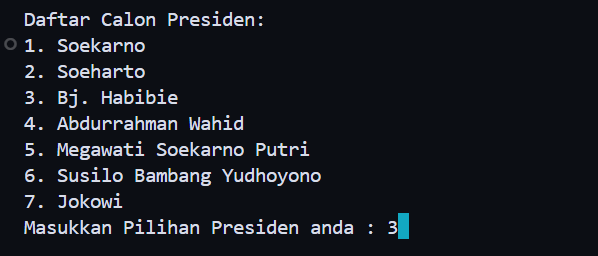 Daftar Calon Presiden:
1. Soekarno
2. Soeharto
3. Bj. Habibie
4. Abdurrahman Wahid
5. Megawati Soekarno Putri
6. Susilo Bambang Yudhoyono
7. Jokowi
Masukkan Pilihan Presiden anda : 3